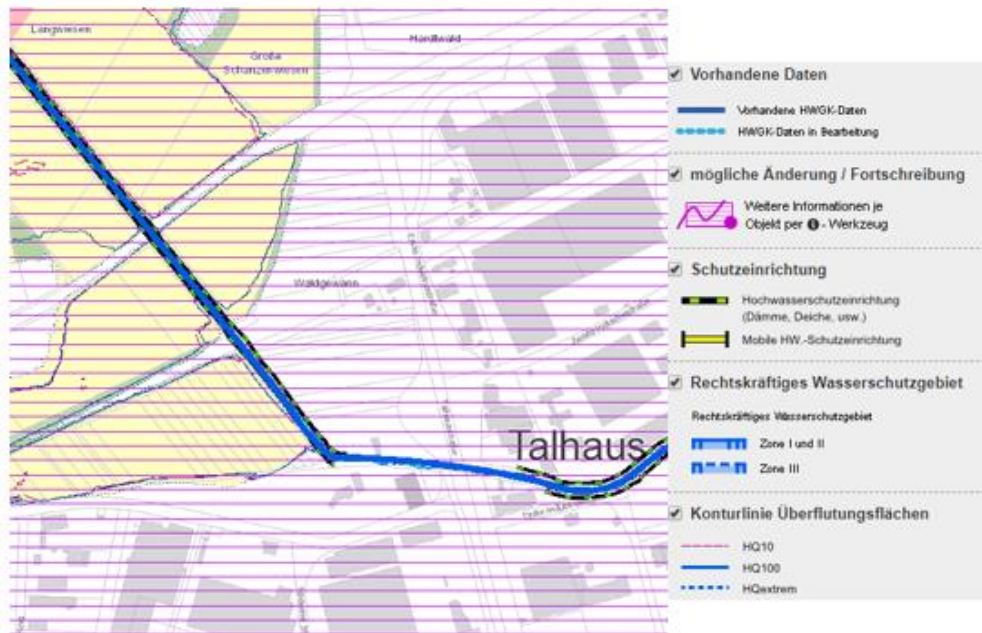 Langwiesen
Hardtwald
Große
Schanzenwiesen
Waldgewann
Talhaus
Vorhandene Daten
Vorhandene HWGK-Daten
HWGK-Daten in Bearbeitung
mögliche Änderung / Fortschreibung
Weitere Informationen je
Objekt per i - Werkzeug
Schutzeinrichtung
Hochwasserschutzeinrichtung
(Dämme, Deiche, usw.)
Mobile HW.-Schutzeinrichtung
Rechtskräftiges Wasserschutzgebiet
Rechtskräftiges Wasserschutzgebiet
Zone I und II
Zone III
Konturlinie Überflutungsflächen
HQ10
HQ100
HQextrem